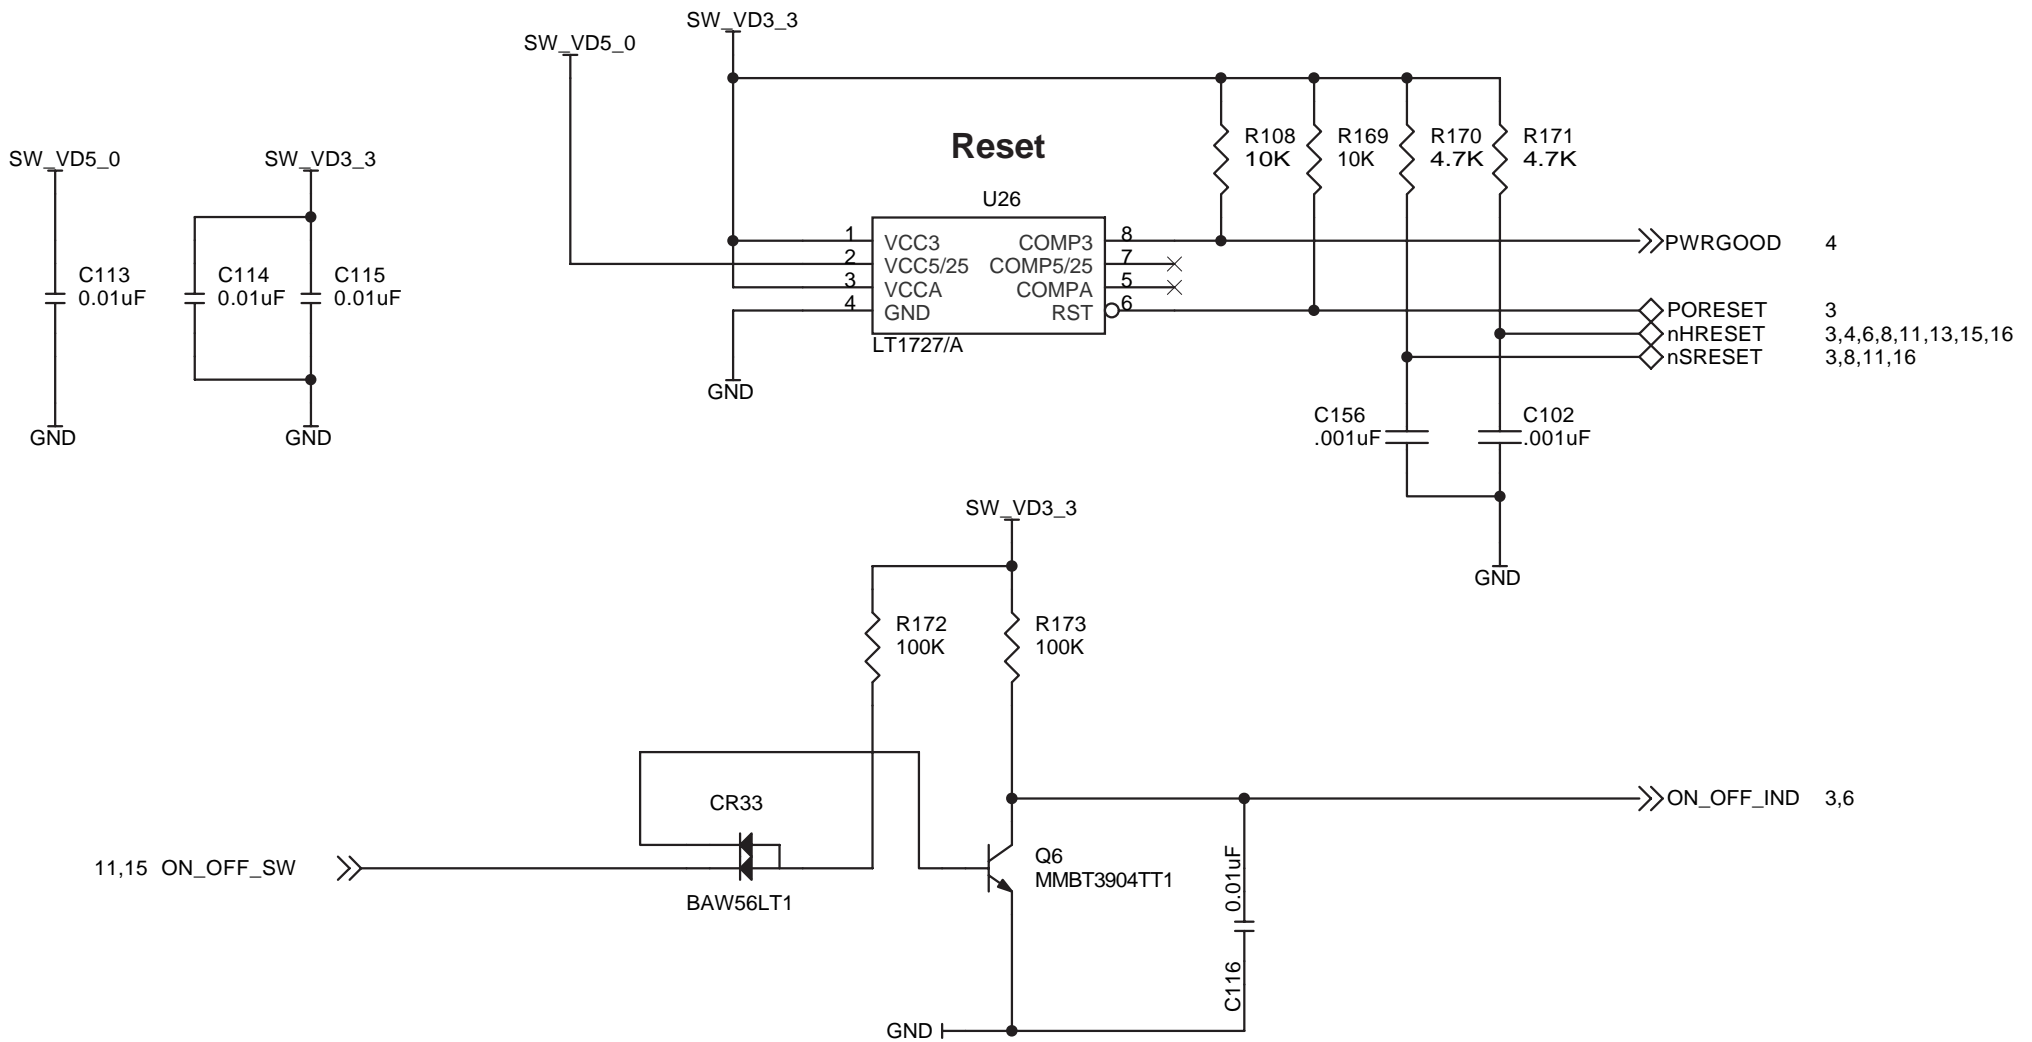 SW_VD3_3
SW_VD5_0
Reset
R108
10K
R169
10K
R170
4.7K
R171
4.7K
SW_VD5_0
SW_VD3_3
C113
0.01uF
C114
0.01uF
C115
0.01uF
GND
GND
U26
1 VCC3 COMP3 8
2 VCC5/25 COMP5/25 7
3 VCCA COMPA 5
4 GND RST 6
LT1727/A
GND
PWRGOOD 4
PORESET 3
nHRESET 3,4,6,8,11,13,15,16
nSRESET 3,8,11,16
C156
.001uF
C102
.001uF
GND
SW_VD3_3
R172
100K
R173
100K
CR33
BAW56LT1
11,15 ON_OFF_SW
Q6
MMBT3904TT1
ON_OFF_IND 3,6
0.01uF
C116
GND